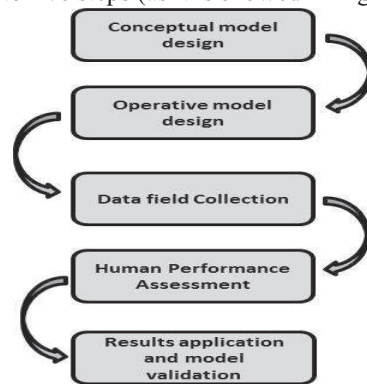 Conceptual model
design
Operative model
design
Data field Collection
Human Performance
Assessment
Results application
and model
validation